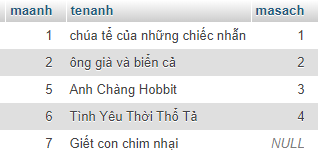 maanh tenanh masach
1 chúa tể của những chiếc nhẫn 1
2 ông già và biển cả 2
5 Anh Chàng Hobbit 3
6 Tình Yêu Thời Thổ Tả 4
7 Giết con chim nhại NULL